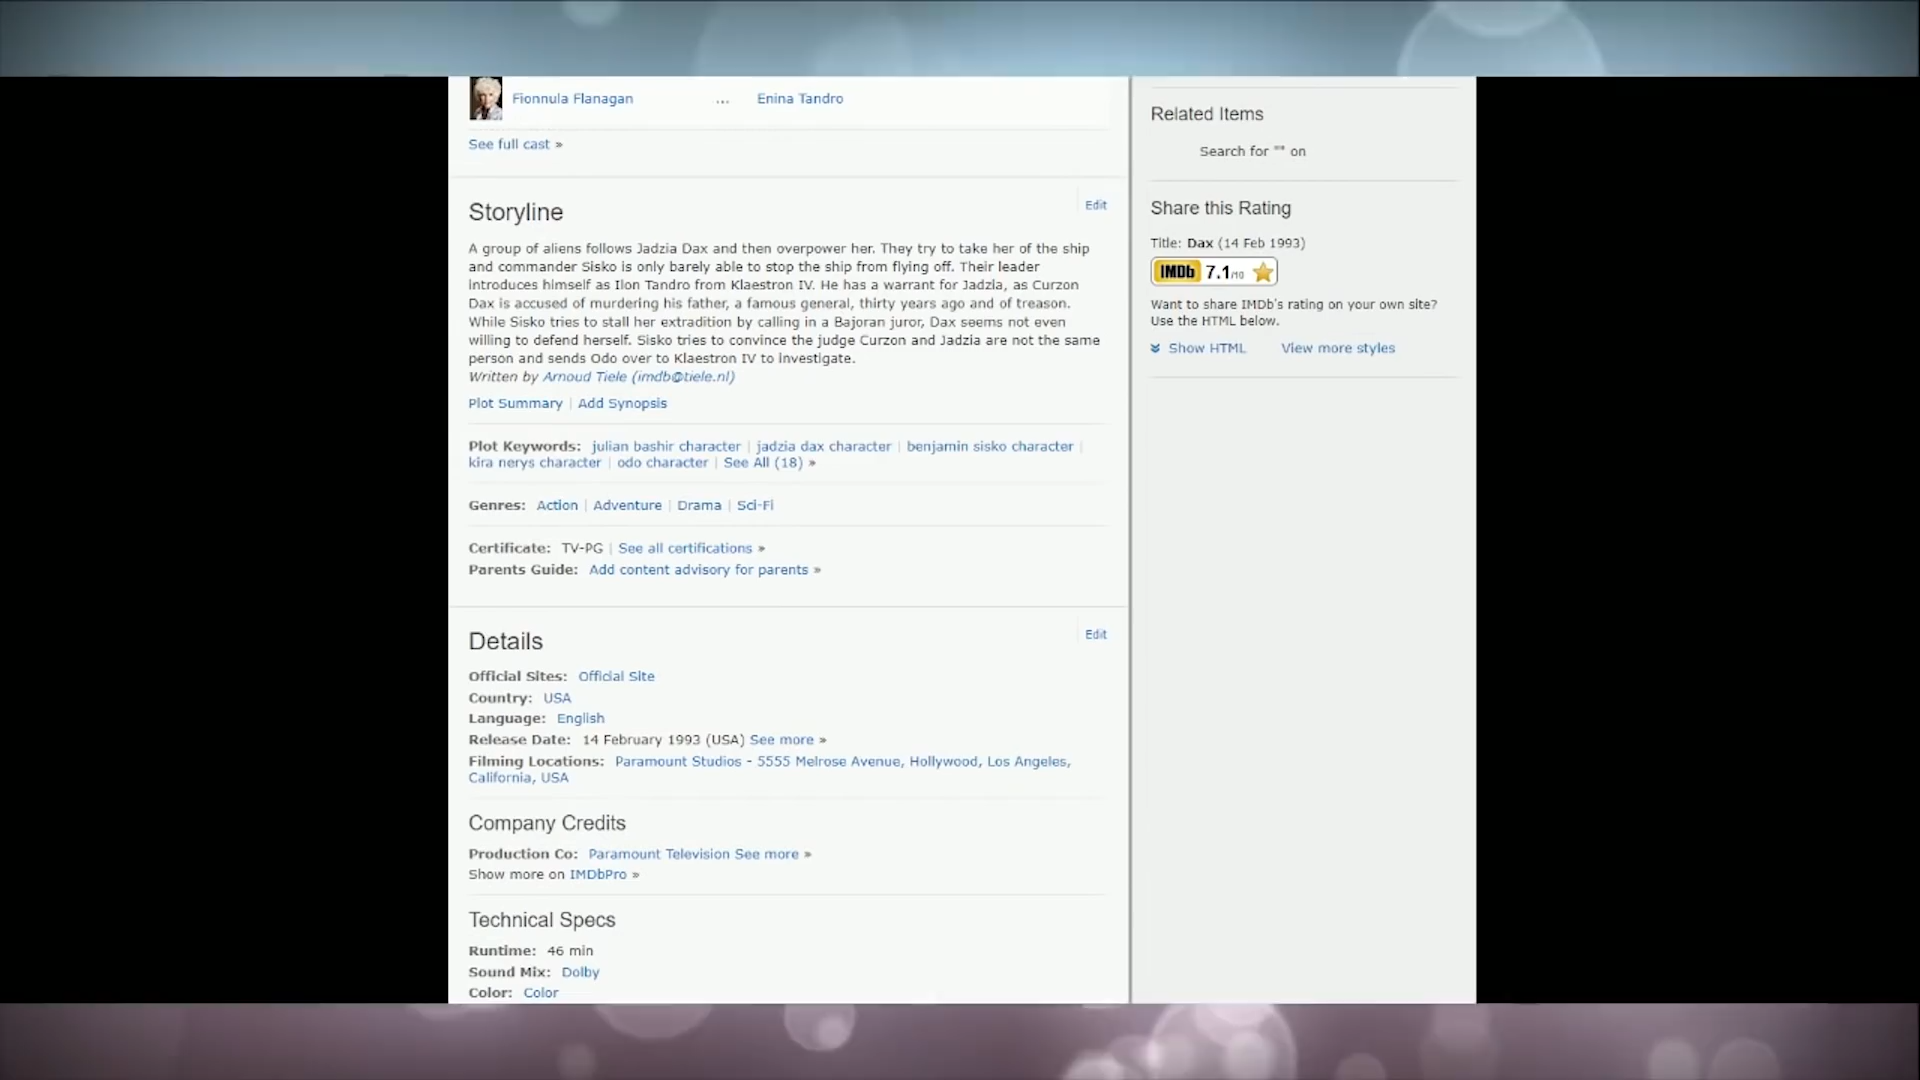 Fionnula Flanagan ... Enina Tandro
See full cast »
Storyline
Edit
A group of aliens follows Jadzia Dax and then overpower her. They try to take her of the ship
and commander Sisko is only barely able to stop the ship from flying off. Their leader
introduces himself as Ilon Tandro from Klaestron IV. He has a warrant for Jadzia, as Curzon
Dax is accused of murdering his father, a famous general, thirty years ago and of treason.
While Sisko tries to stall her extradition by calling in a Bajoran juror, Dax seems not even
willing to defend herself. Sisko tries to convince the judge Curzon and Jadzia are not the same
person and sends Odo over to Klaestron IV to investigate.
Written by Arnoud Tiele (imdb@tiele.nl)
Plot Summary | Add Synopsis
Plot Keywords: julian bashir character | jadzia dax character | benjamin sisko character |
kira nerys character | odo character | See All (18) »
Genres: Action | Adventure | Drama | Sci-Fi
Certificate: TV-PG | See all certifications »
Parents Guide: Add content advisory for parents »
Details
Edit
Official Sites: Official Site
Country: USA
Language: English
Release Date: 14 February 1993 (USA) See more »
Filming Locations: Paramount Studios - 5555 Melrose Avenue, Hollywood, Los Angeles,
California, USA
Company Credits
Production Co: Paramount Television See more »
Show more on IMDbPro »
Technical Specs
Runtime: 46 min
Sound Mix: Dolby
Color: Color
Related Items
Search for "" on
Share this Rating
Title: Dax (14 Feb 1993)
IMDb 7.1/10
Want to share IMDb's rating on your own site?
Use the HTML below.
Show HTML View more styles